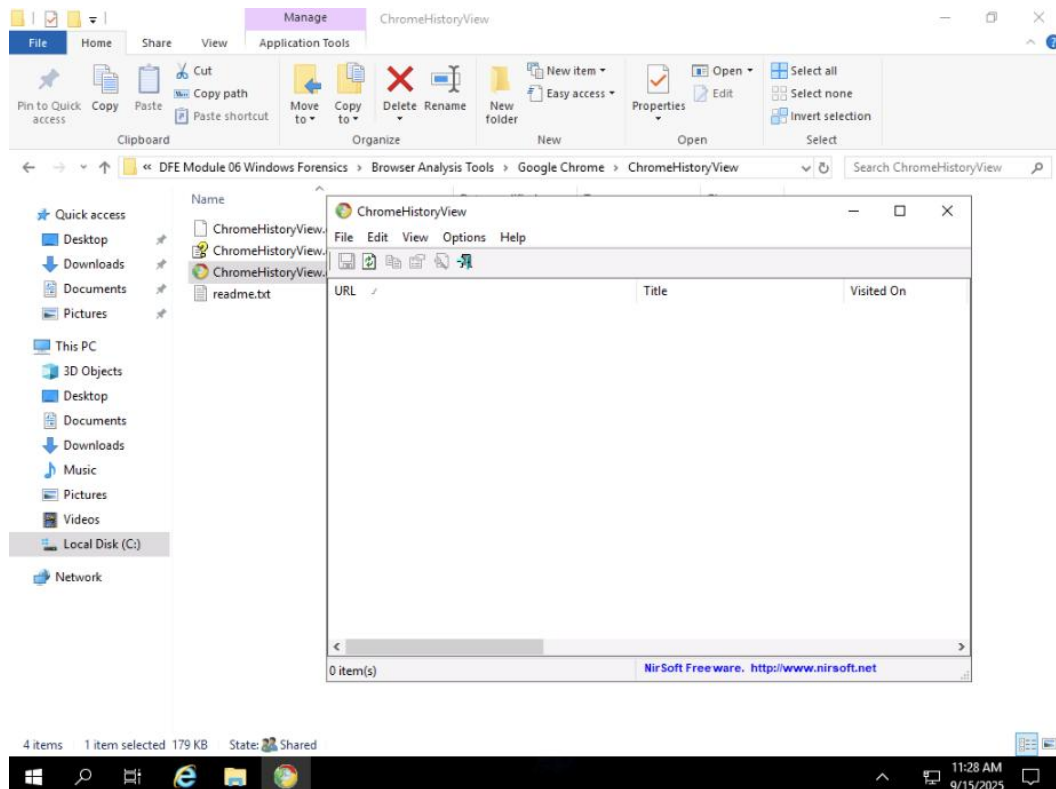 Manage
ChromeHistoryView
File
Home
Share
View
Application Tools
Pin to Quick access
Copy
Paste
Cut
Copy path
Paste shortcut
Clipboard
Move to
Copy to
Delete
Rename
Organize
New folder
New item
Easy access
New
Properties
Open
Edit
Open
Select all
Select none
Invert selection
Select
« DFE Module 06 Windows Forensics > Browser Analysis Tools > Google Chrome > ChromeHistoryView
Search ChromeHistoryView
Name
Quick access
Desktop
Downloads
Documents
Pictures
This PC
3D Objects
Desktop
Documents
Downloads
Music
Pictures
Videos
Local Disk (C:)
Network
ChromeHistoryView.
ChromeHistoryView.
ChromeHistoryView.
readme.txt
ChromeHistoryView
File Edit View Options Help
URL Title Visited On
0 item(s)
NirSoft Freeware. http://www.nirsoft.net
4 items 1 item selected 179 KB State: Shared
11:28 AM
9/15/2025